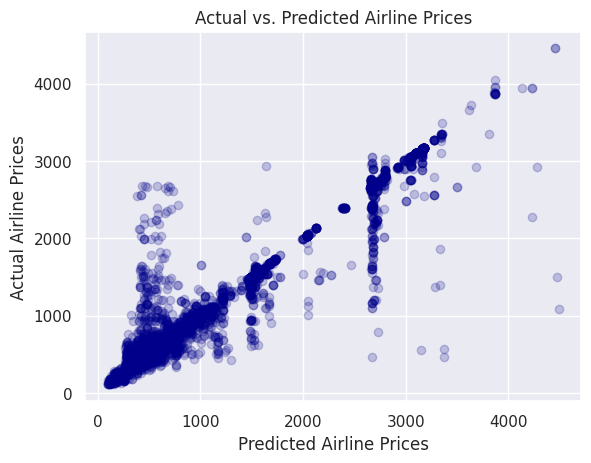 Actual vs. Predicted Airline Prices
Actual Airline Prices
4000
3000
2000
1000
0
0 1000 2000 3000 4000
Predicted Airline Prices